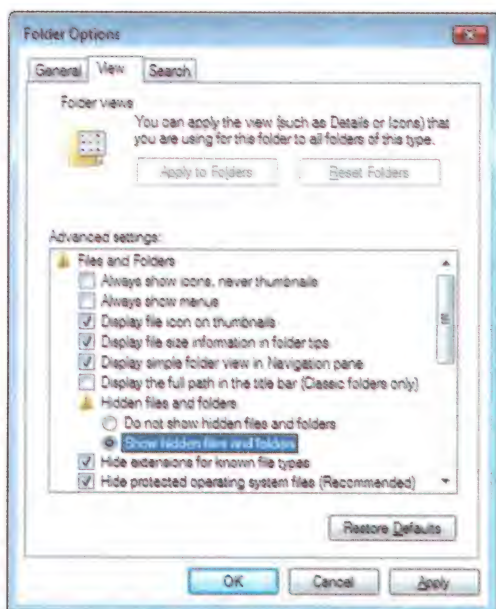 Folder Options
General View Search
Folder views
You can apply the view (such as Details or Icons) that
you are using for this folder to all folders of this type.
Apply to Folders Reset Folders
Advanced settings:
Files and Folders
Always show icons, never thumbnails
Always show menus
Display file icon on thumbnails
Display file size information in folder tips
Display simple folder view in Navigation pane
Display the full path in the title bar (Classic folders only)
Hidden files and folders
Do not show hidden files and folders
Show hidden files and folders
Hide extensions for known file types
Hide protected operating system files (Recommended)
Restore Defaults
OK Cancel Apply